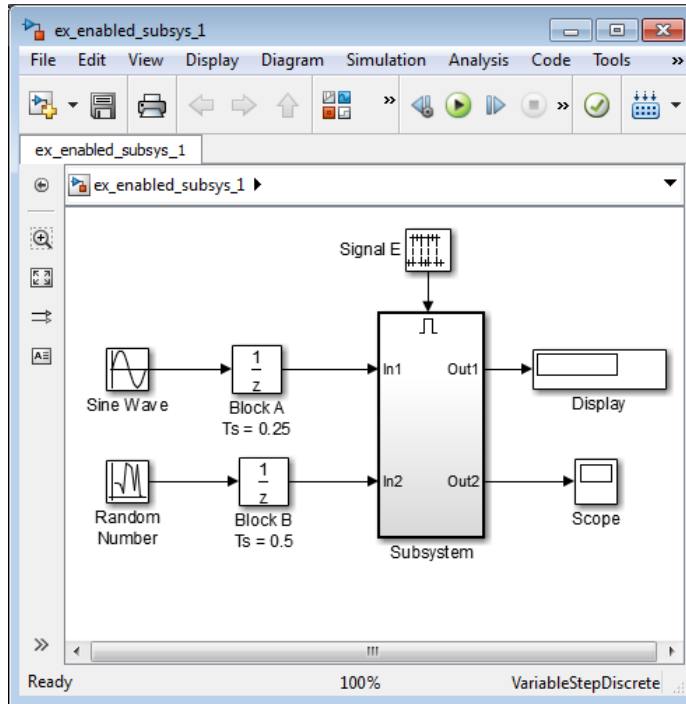 ex_enabled_subsys_1
File Edit View Display Diagram Simulation Analysis Code Tools »
»
»
ex_enabled_subsys_1
ex_enabled_subsys_1
Signal E
In1 Out1
1
z
Sine Wave
Block A
Ts = 0.25
Display
In2 Out2
1
z
Random
Number
Block B
Ts = 0.5
Scope
Subsystem
»
Ready 100% VariableStepDiscrete